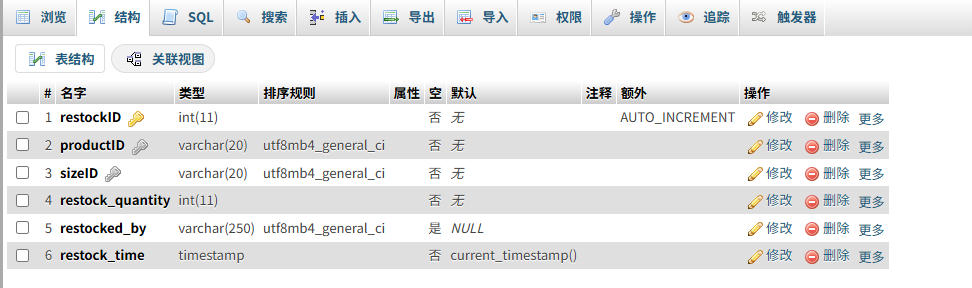 浏览 结构 SQL 搜索 插入 导出 导入 权限 操作 追踪 触发器
表结构 关联视图
# 名字 类型 排序规则 属性 空 默认 注释 额外 操作
1 restockID int(11) 否 无 AUTO_INCREMENT 修改 删除 更多
2 productID varchar(20) utf8mb4_general_ci 否 无 修改 删除 更多
3 sizeID varchar(20) utf8mb4_general_ci 否 无 修改 删除 更多
4 restock_quantity int(11) 否 无 修改 删除 更多
5 restocked_by varchar(250) utf8mb4_general_ci 是 NULL 修改 删除 更多
6 restock_time timestamp 否 current_timestamp() 修改 删除 更多